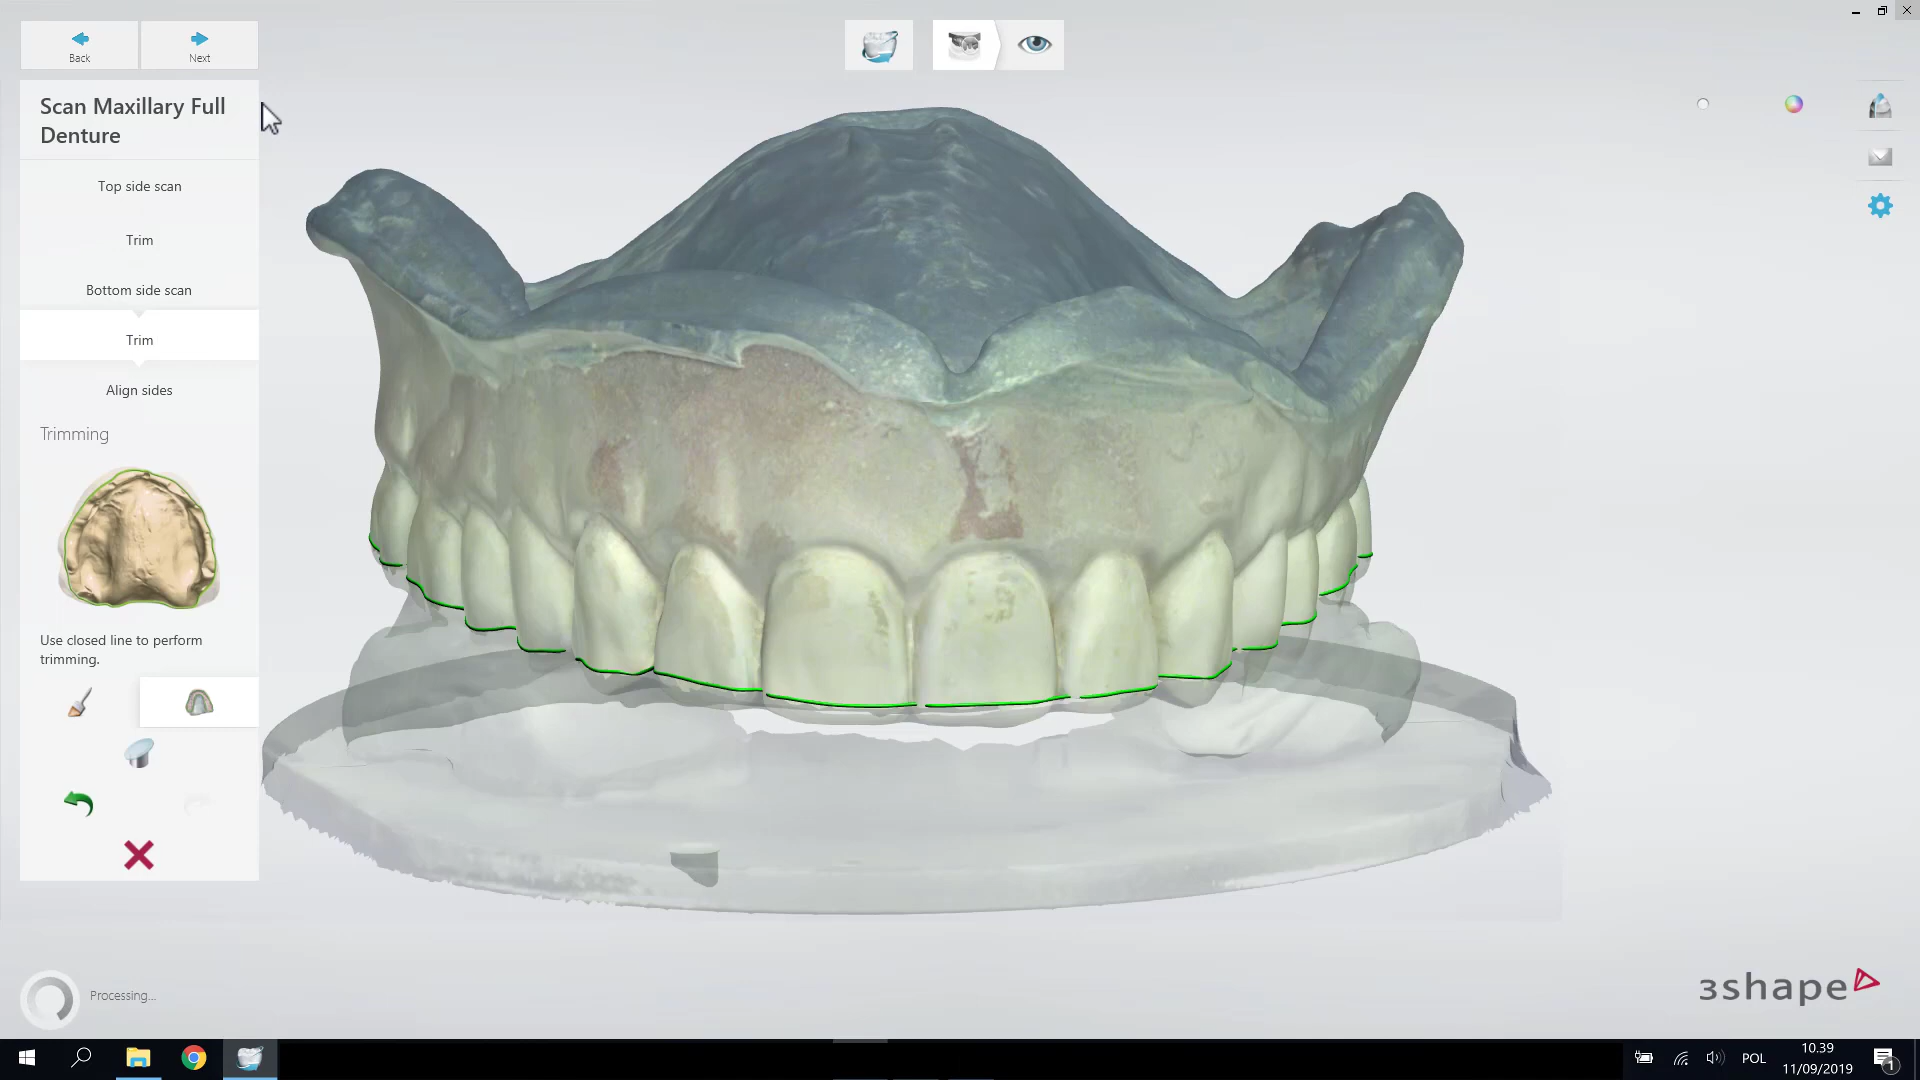 Back
Next
Scan Maxillary Full
Denture
Top side scan
Trim
Bottom side scan
Trim
Align sides
Trimming
Use closed line to perform
trimming.
Processing...
3shape
POL
10.39
11/09/2019
1